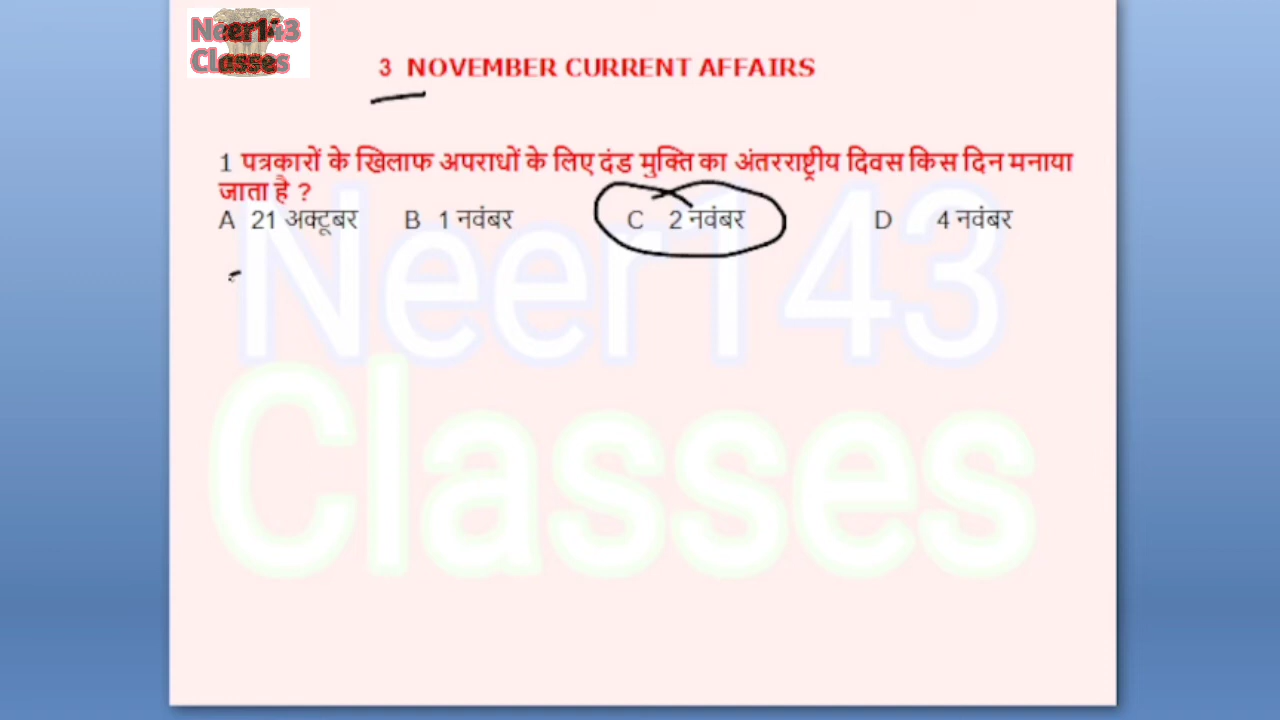 Neer143
Classes
3 NOVEMBER CURRENT AFFAIRS
1 पत्रकारों के खिलाफ अपराधों के लिए दंड मुक्ति का अंतरराष्ट्रीय दिवस किस दिन मनाया
जाता है ?
A 21 अक्टूबर B 1 नवंबर C 2 नवंबर D 4 नवंबर
Neer143
Classes